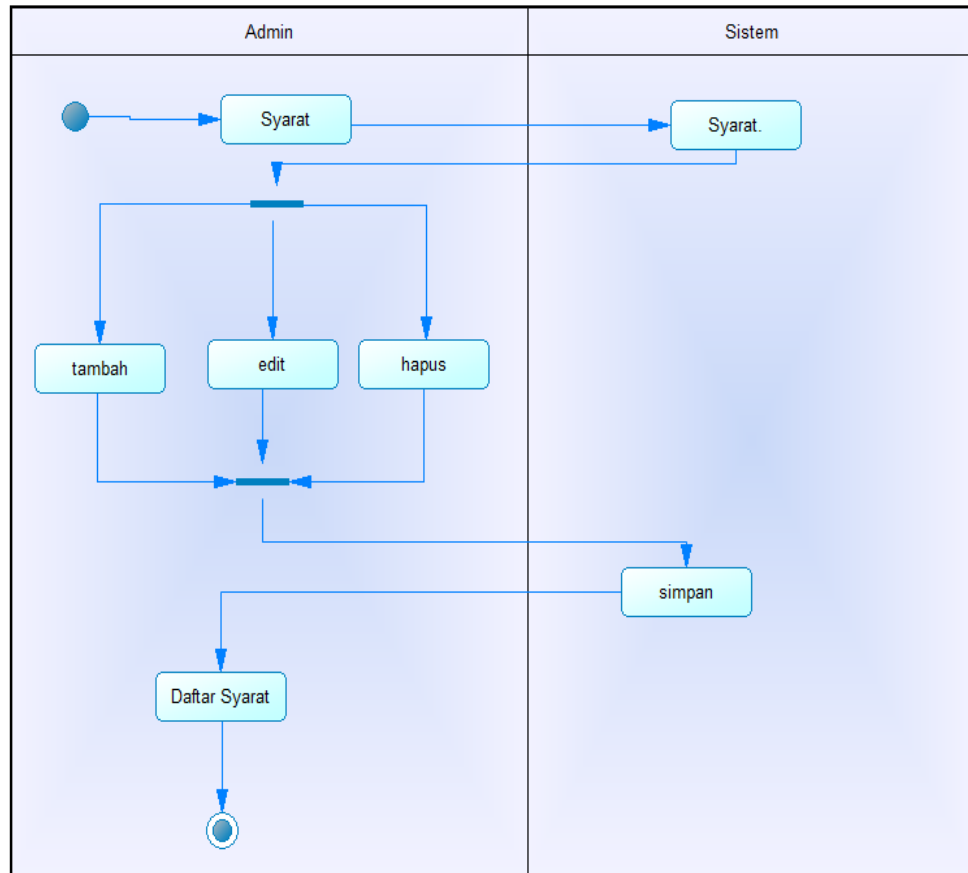 Admin
Sistem
Syarat
Syarat.
tambah
edit
hapus
simpan
Daftar Syarat